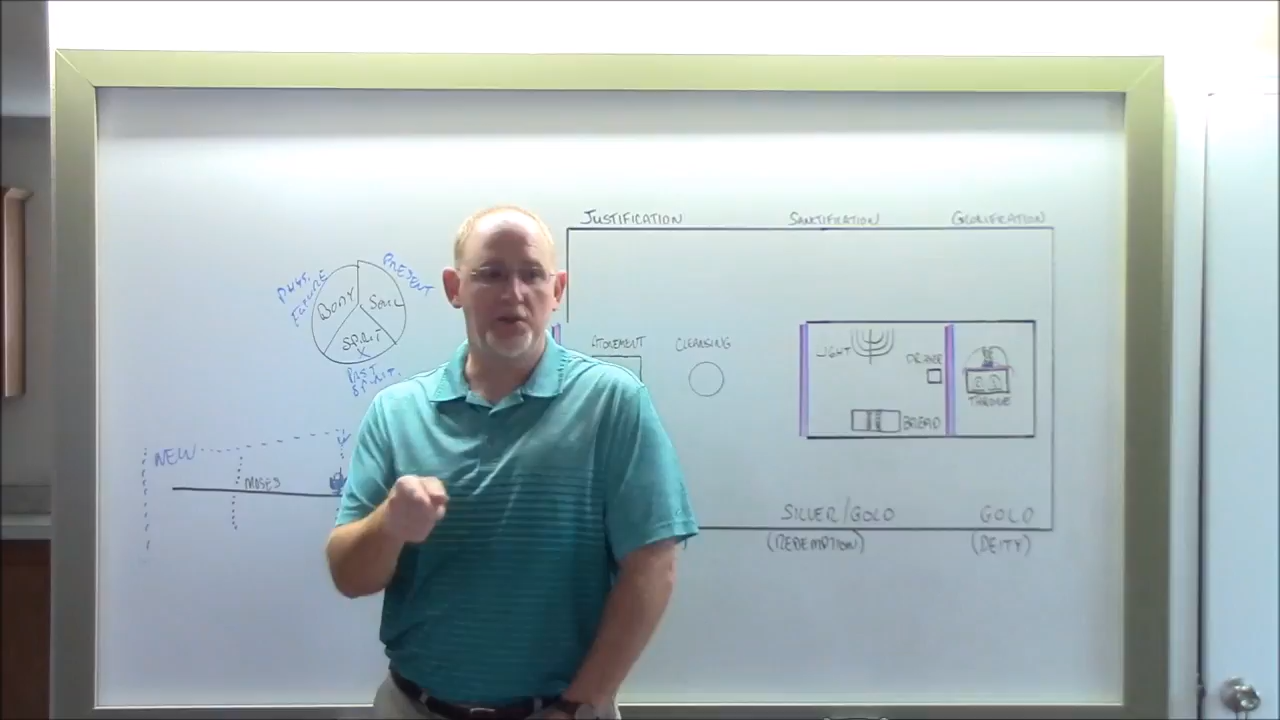 JUSTIFICATION
SANCTIFICATION
GLORIFICATION
PRESENT
BODY
SOUL
SPIRIT
X
PAST
FUTURE
NEW
MOSES
CLEANSING
LIGHT
BREAD
THRONE
SILVER/GOLD
(REDEMPTION)
GOLD
(DEITY)